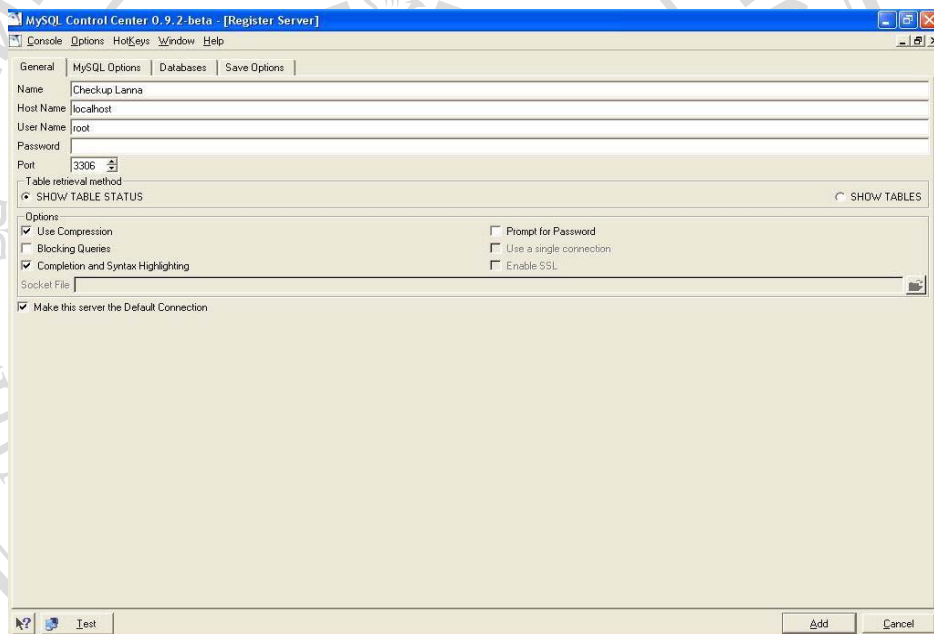 MySQL Control Center 0.9.2-beta - [Register Server]
Console Options HotKeys Window Help
General MySQL Options Databases Save Options
Name Checkup Lanna
Host Name localhost
User Name root
Password
Port 3306
Table retrieval method
SHOW TABLE STATUS SHOW TABLES
Options
Use Compression Prompt for Password
Blocking Queries Use a single connection
Completion and Syntax Highlighting Enable SSL
Socket File
Make this server the Default Connection
Test Add Cancel